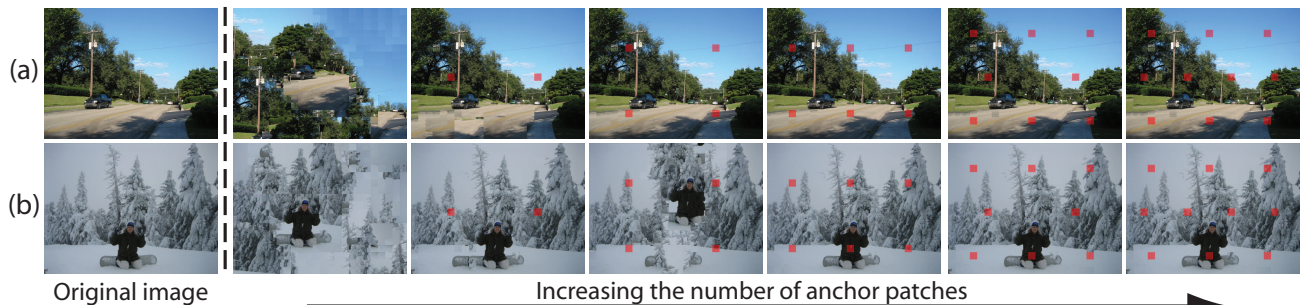 (a)
(b)
Original image
Increasing the number of anchor patches